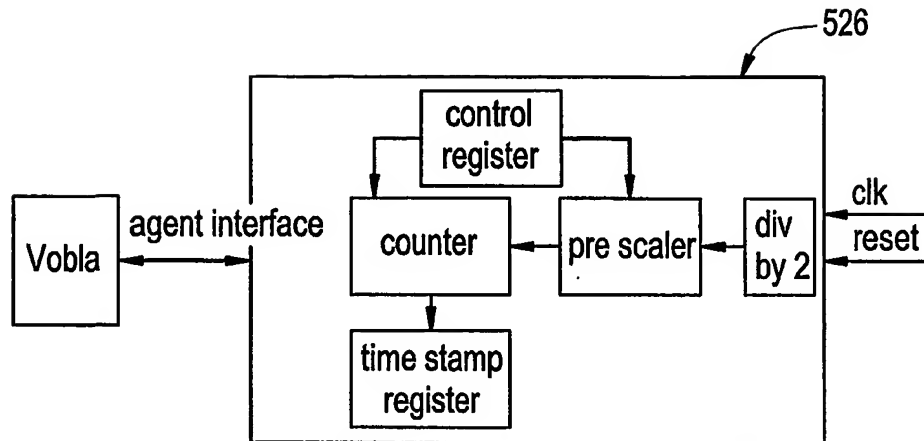 526
control
register
clk
reset
agent interface
Vobla
counter
pre scaler
div
by 2
time stamp
register